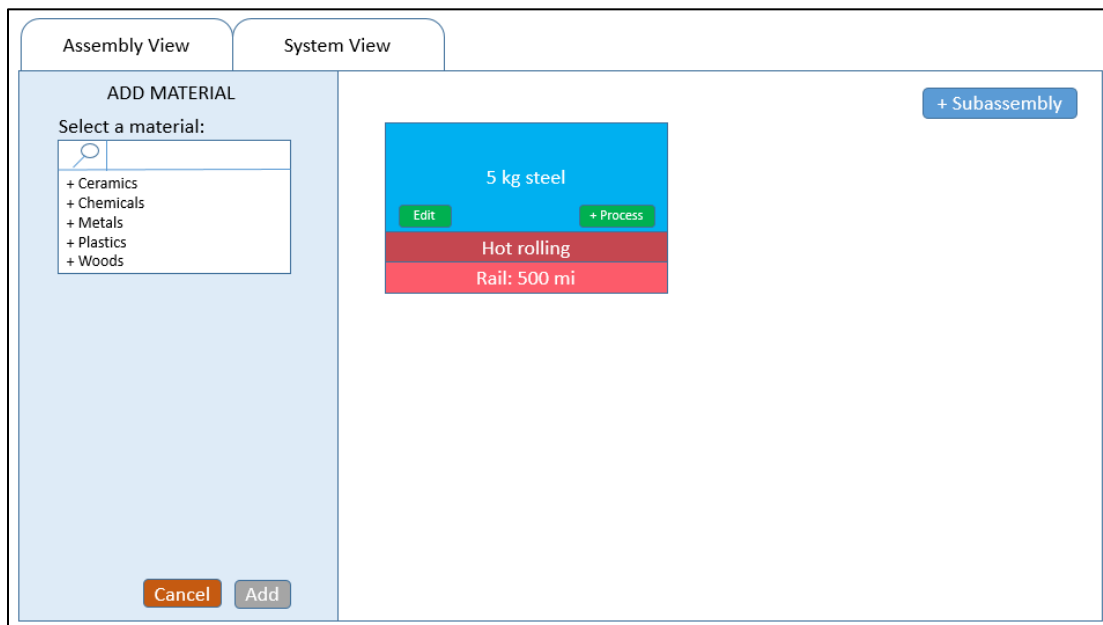 Assembly View
System View
ADD MATERIAL
Select a material:
+ Ceramics
+ Chemicals
+ Metals
+ Plastics
+ Woods
Cancel
Add
+ Subassembly
5 kg steel
Edit
+ Process
Hot rolling
Rail: 500 mi